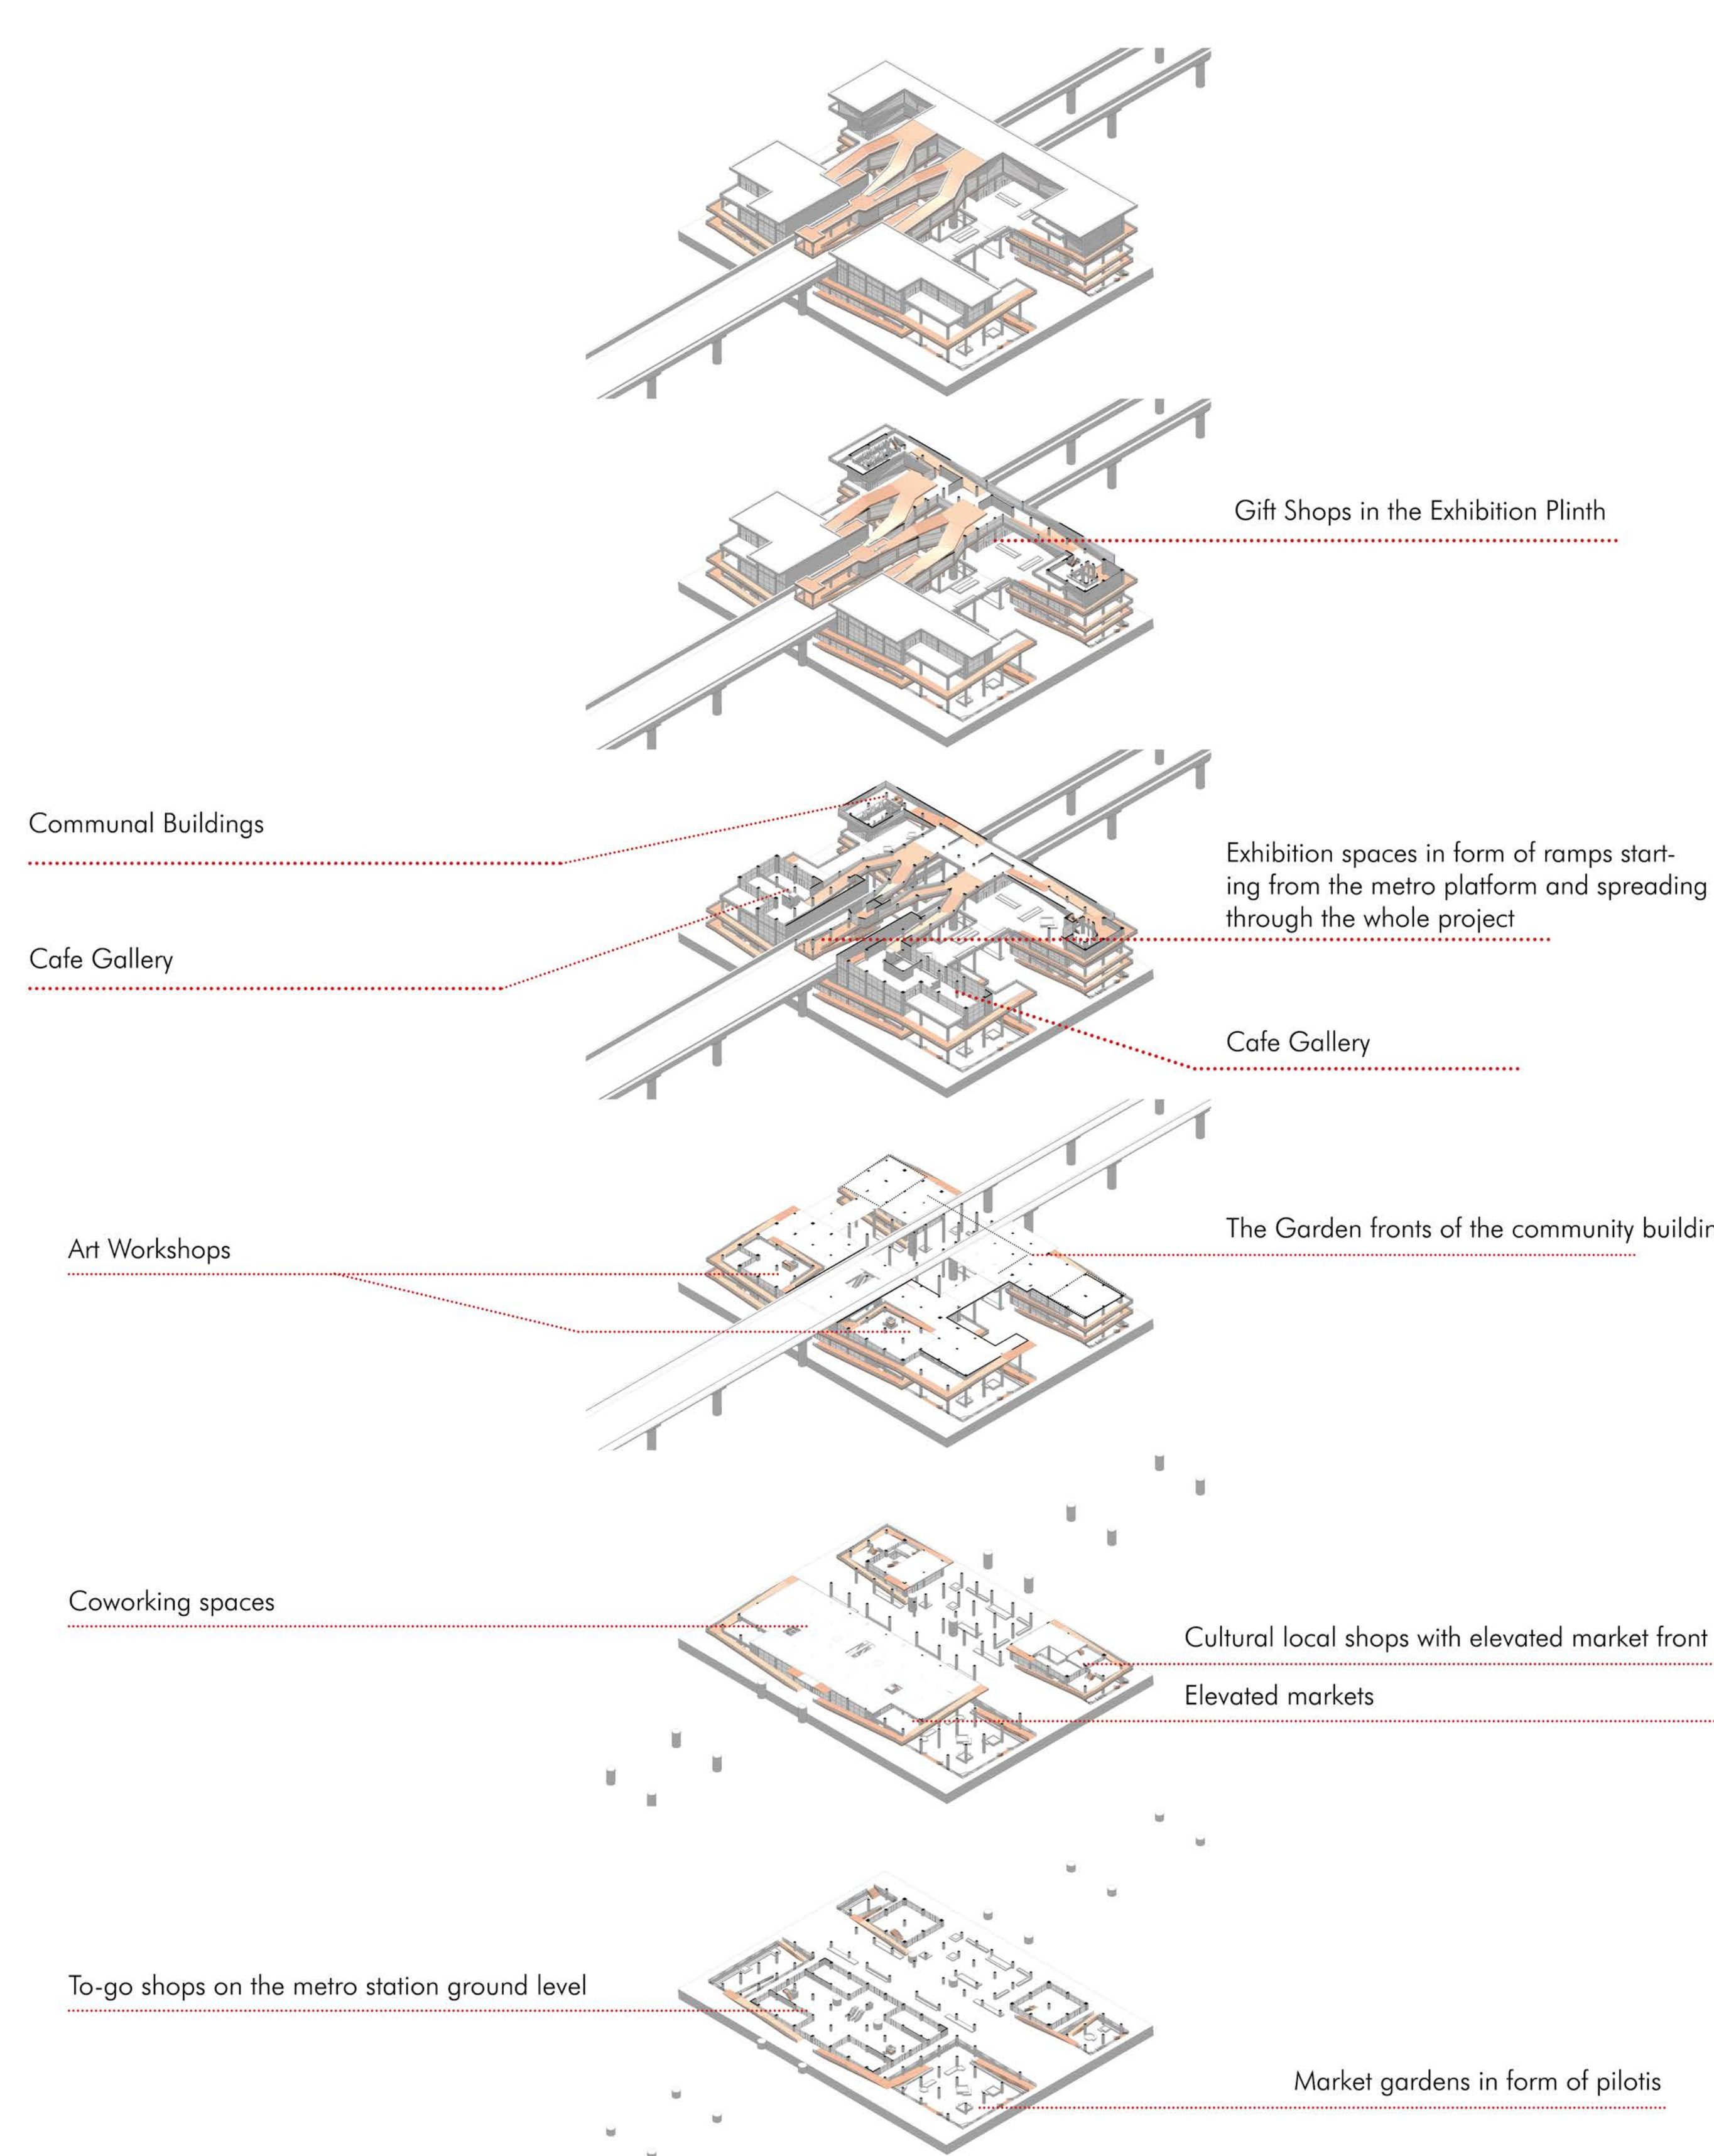 Gift Shops in the Exhibition Plinth
Communal Buildings
Exhibition spaces in form of ramps start-
ing from the metro platform and spreading
through the whole project
Cafe Gallery
Cafe Gallery
The Garden fronts of the community
Art Workshops
Coworking spaces
Cultural local shops with elevated market front
Elevated markets
To-go shops on the metro station ground level
Market gardens in form of pilotis